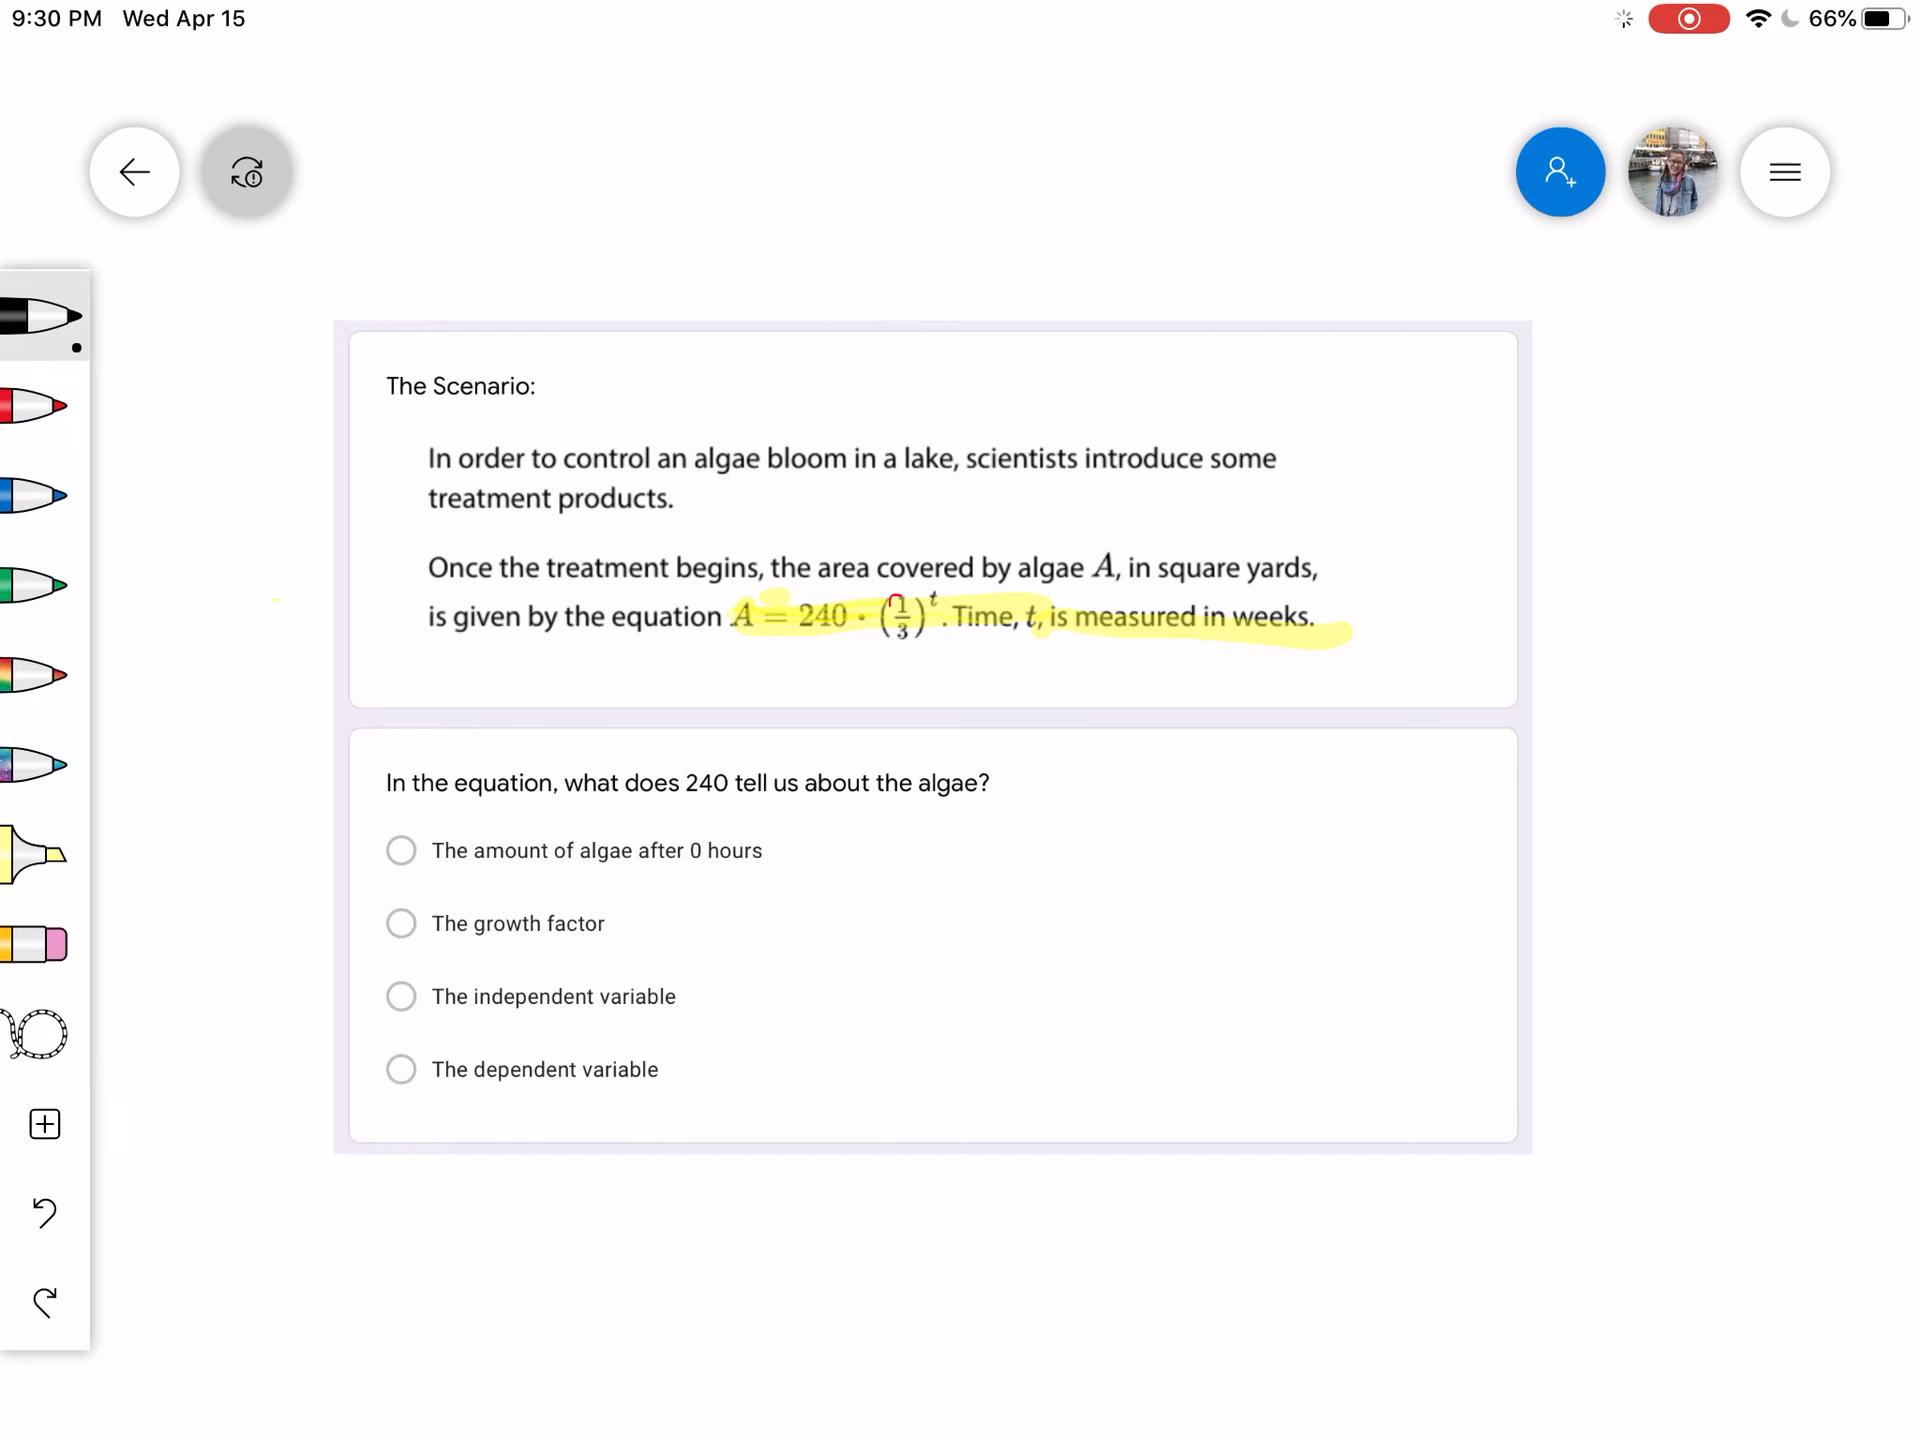 9:30 PM Wed Apr 15 66%
The Scenario:
In order to control an algae bloom in a lake, scientists introduce some
treatment products.
Once the treatment begins, the area covered by algae A, in square yards,
is given by the equation A = 240 · (1/3)^t. Time, t, is measured in weeks.
In the equation, what does 240 tell us about the algae?
The amount of algae after 0 hours
The growth factor
The independent variable
The dependent variable